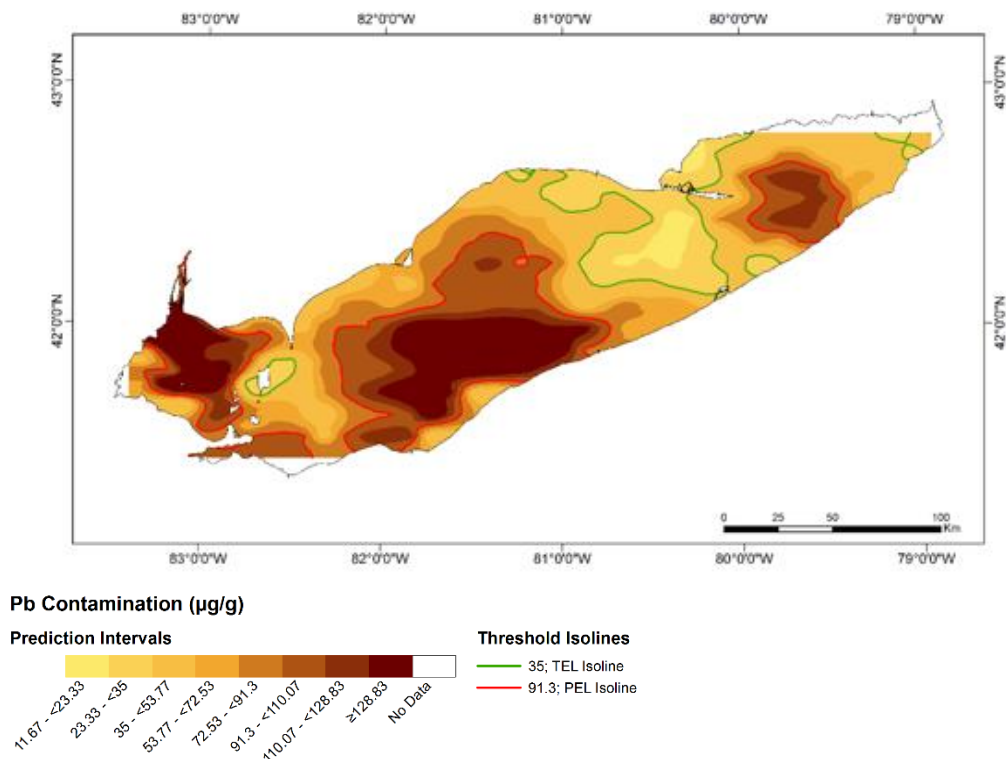 83°0'0"W 82°0'0"W 81°0'0"W 80°0'0"W 79°0'0"W
43°0'0"N 43°0'0"N
42°0'0"N 42°0'0"N
0 25 50 100
Km
83°0'0"W 82°0'0"W 81°0'0"W 80°0'0"W 79°0'0"W
Pb Contamination (µg/g)
Prediction Intervals
11.67 - <23.33
23.33 - <35
35 - <53.77
53.77 - <72.53
72.53 - <91.3
91.3 - <110.07
110.07 - <128.83
≥128.83
No Data
Threshold Isolines
35; TEL Isoline
91.3; PEL Isoline